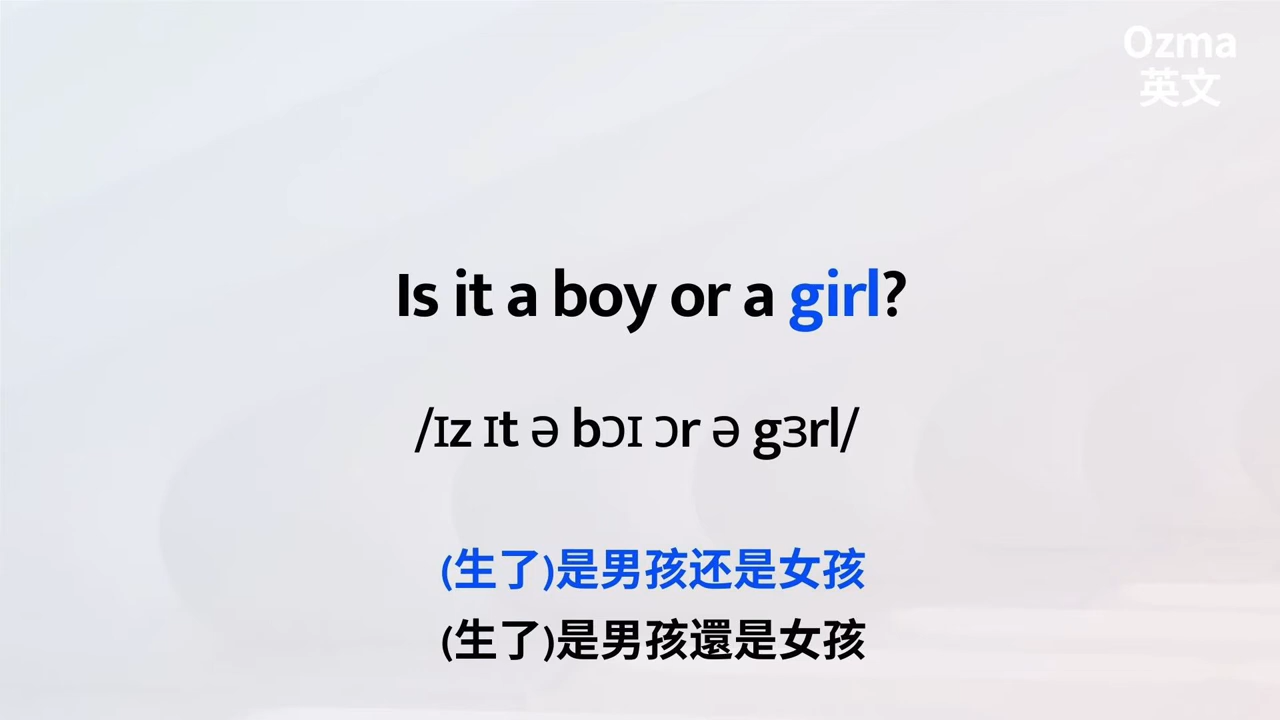 Ozma
英文
Is it a boy or a girl?
/ɪz ɪt ə bɔɪ ɔr ə gɜrl/
(生了)是男孩还是女孩
(生了)是男孩還是女孩